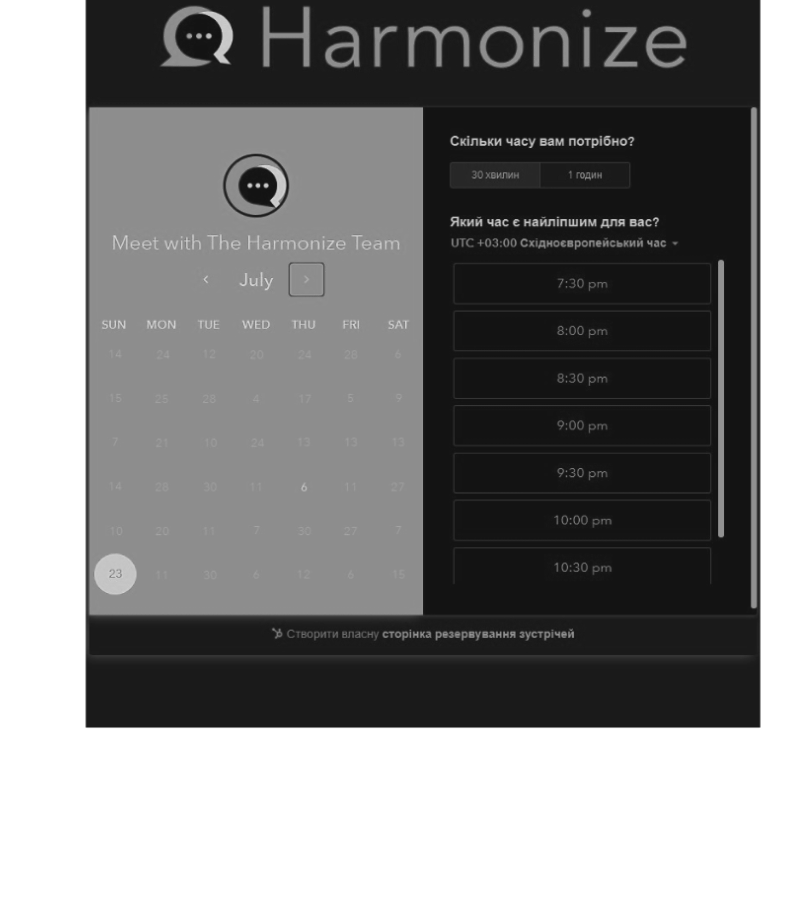 Harmonize
Meet with The Harmonize Team
July
SUN MON TUE WED THU FRI SAT
14 24 12 20 24 28 6
15 25 28 4 17 5 9
7 21 10 24 13 13 13
14 28 30 11 6 11 27
10 20 11 7 30 27 7
23 11 30 6 12 6 15
Скільки часу вам потрібно?
30 хвилин 1 годин
Який час є найліпшим для вас?
UTC +03:00 Східноєвропейський час
7:30 pm
8:00 pm
8:30 pm
9:00 pm
9:30 pm
10:00 pm
10:30 pm
Створити власну сторінка резервування зустрічей